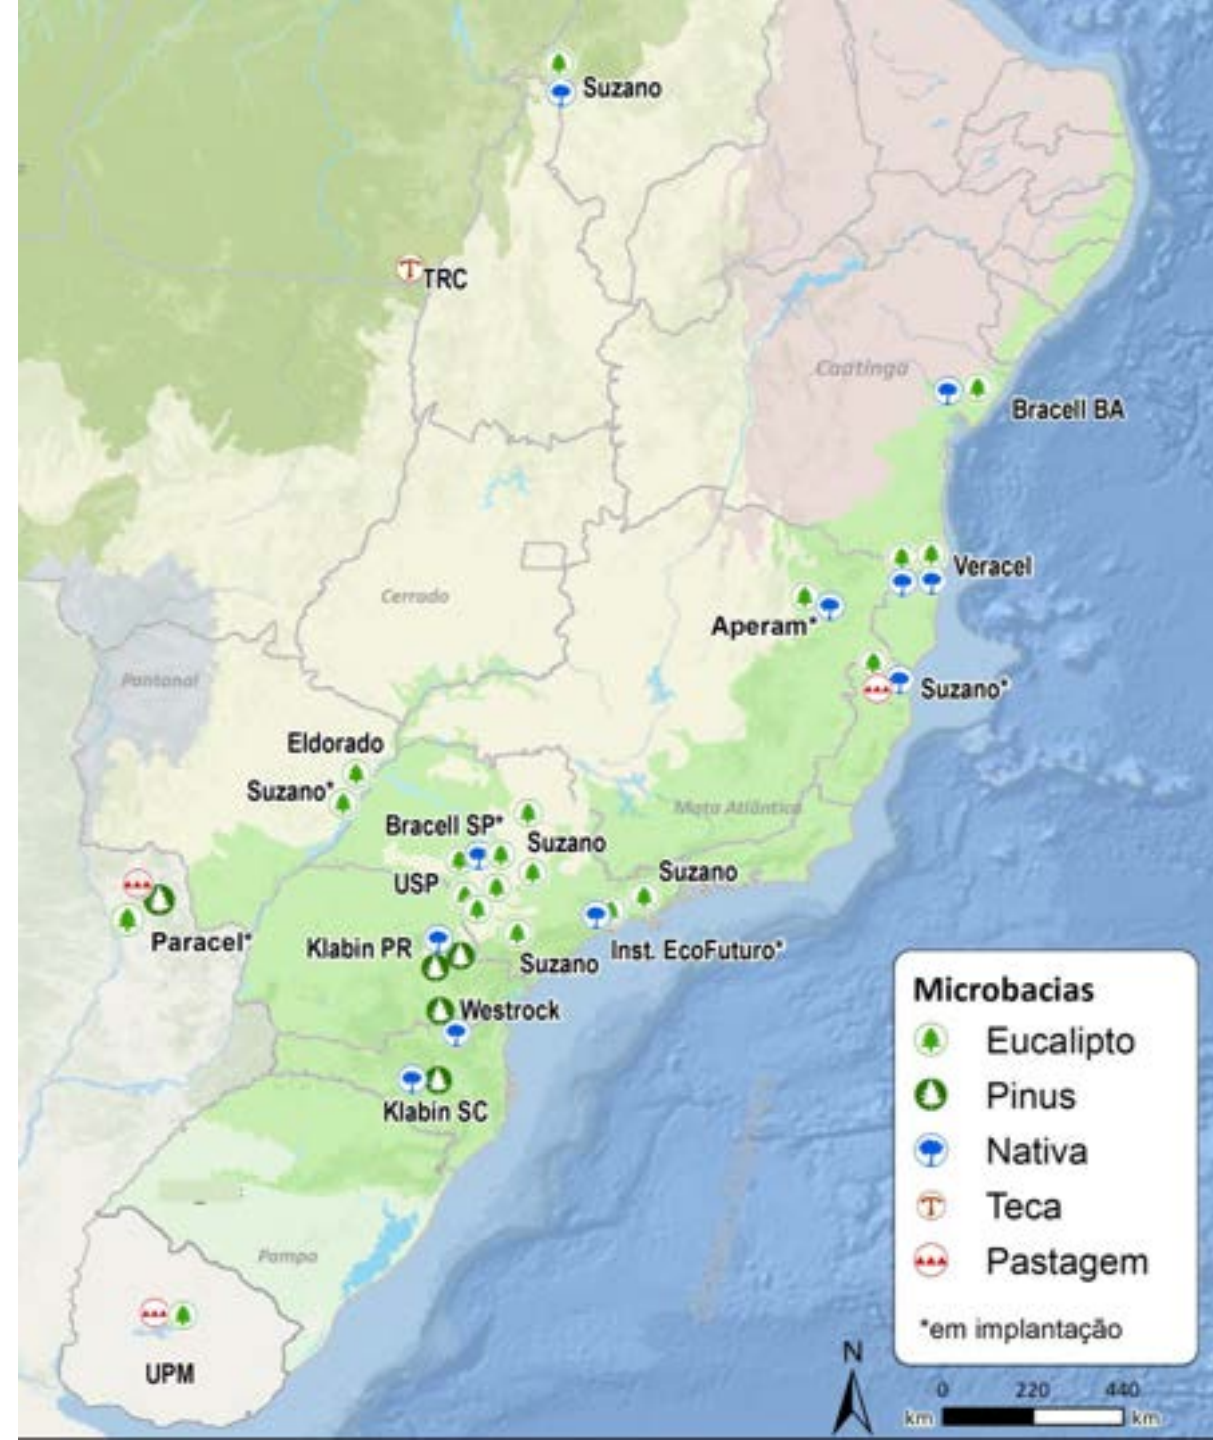 Suzano
TRC
Caatinga
Bracell BA
Veracel
Cerrado
Aperam*
Pantanal
Suzano*
Eldorado
Suzano*
Mata Atlântica
Bracell SP*
Suzano
USP
Suzano
Paracel*
Klabin PR
Suzano
Inst. EcoFuturo*
Westrock
Klabin SC
Pampa
UPM
Microbacias
Eucalipto
Pinus
Nativa
Teca
Pastagem
*em implantação
N
0 220 440
km km